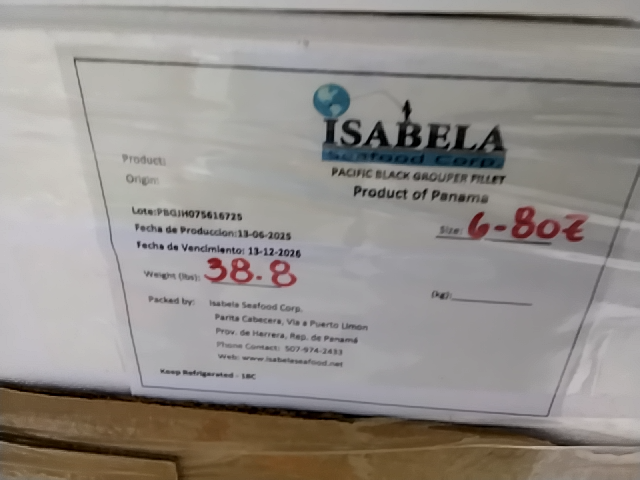 ISABELA
Seafood Corp.
PACIFIC BLACK GROUPER FILLET
Product of Panama
Product:
Origin:
Lote:PBGJH075616725
Size: 6-80Z
Fecha de Produccion:13-06-2025
Fecha de Vencimiento: 13-12-2026
Weight (lbs): 38.8
(kg):
Packed by: Isabela Seafood Corp.
Parita Cabecera, Via a Puerto Limon
Prov. de Herrera, Rep. de Panamá
Phone Contact: 507-974-2433
Web: www.isabelaseafood.net
Keep Refrigerated - 18C